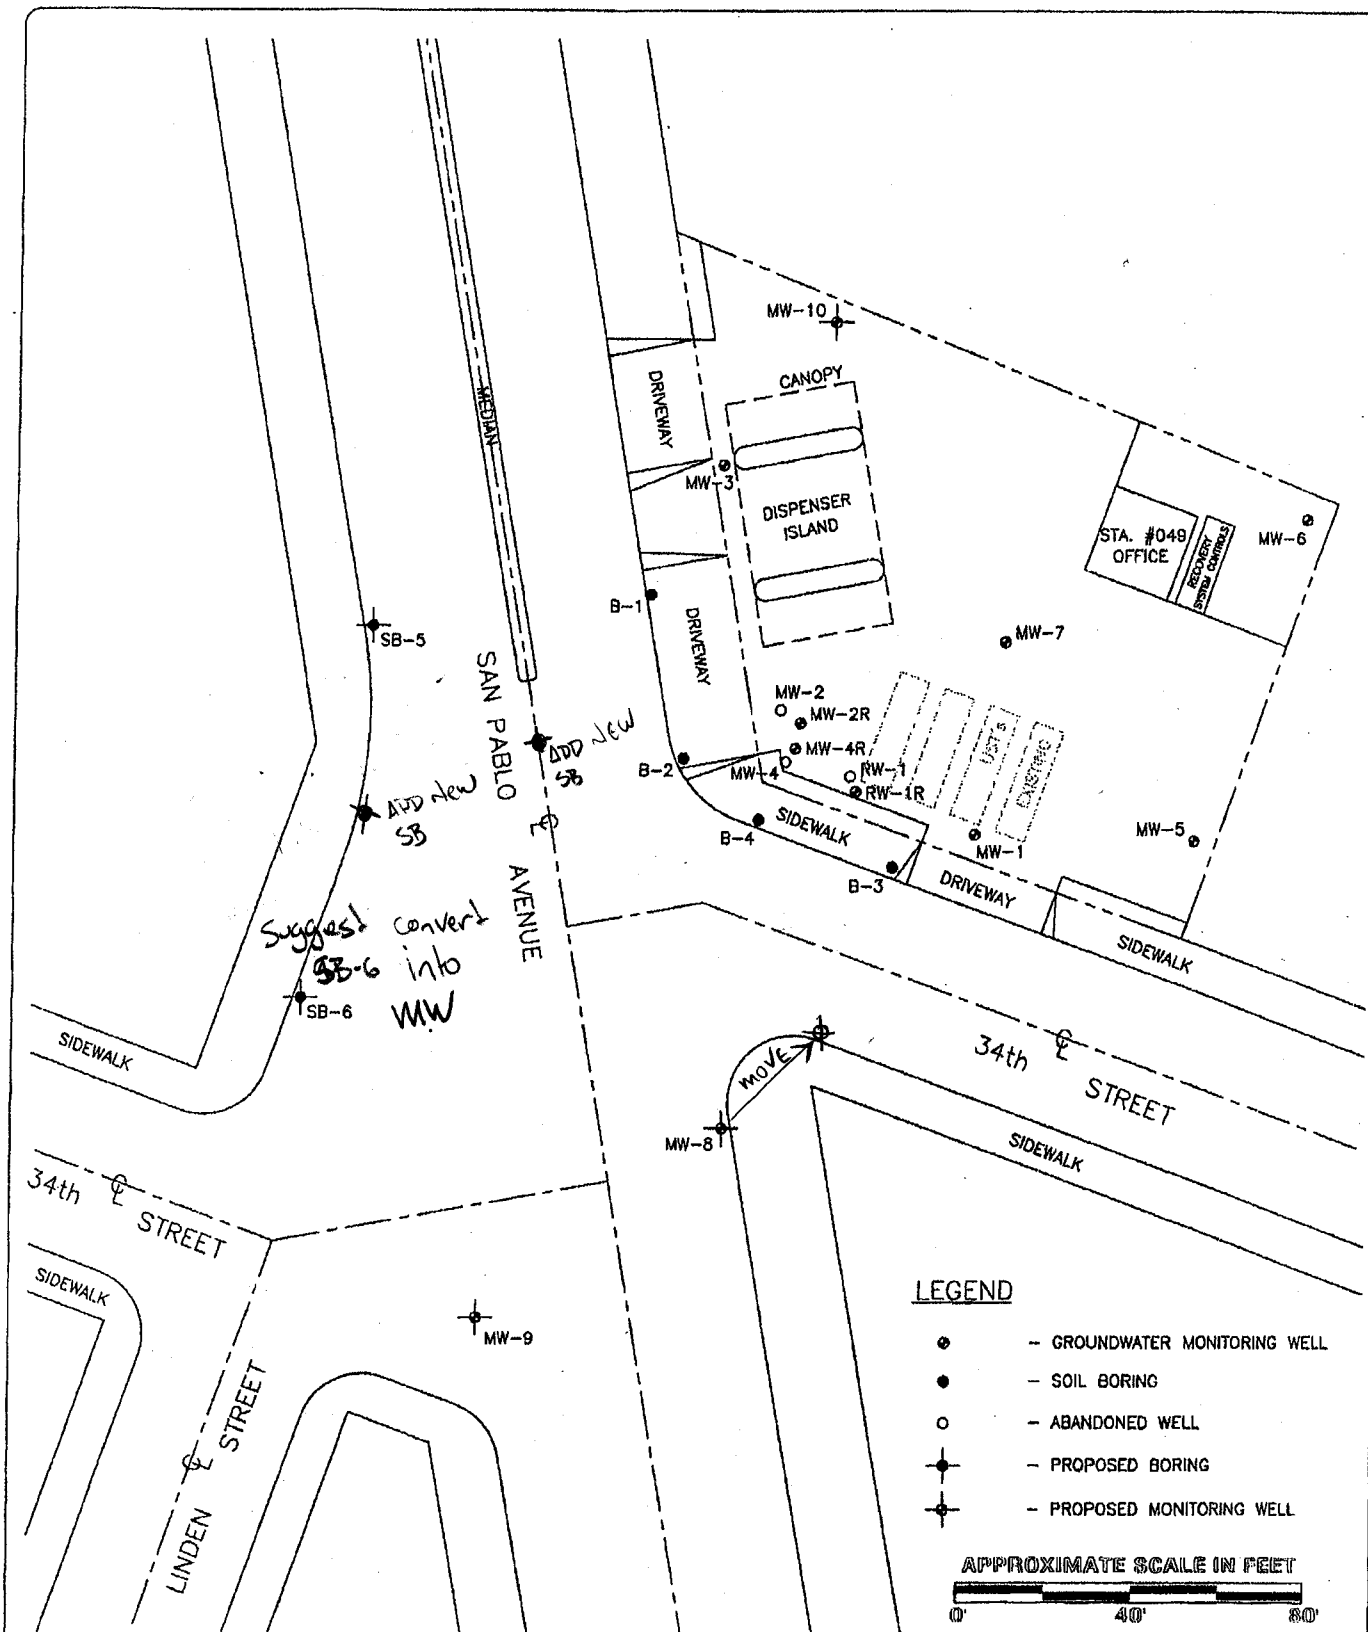 MW-10
CANOPY
DRIVEWAY
MEDIAN
MW-3
DISPENSER
ISLAND
STA. #049
OFFICE
RECOVERY
SYSTEM CONTROLS
MW-6
B-1
SB-5
DRIVEWAY
MW-7
SAN PABLO
AVENUE
MW-2
MW-2R
MW-4R
MW-4
RW-1
RW-1R
UST's
EXISTING
B-2
ADD NEW
SB
ADD New
SB
B-4
SIDEWALK
B-3
MW-1
MW-5
DRIVEWAY
SIDEWALK
Suggest convert
SB-6 into
MW
SB-6
SIDEWALK
MOVE
MW-8
34th
STREET
SIDEWALK
34th
STREET
SIDEWALK
MW-9
LINDEN
STREET
LEGEND
- GROUNDWATER MONITORING WELL
- SOIL BORING
- ABANDONED WELL
- PROPOSED BORING
- PROPOSED MONITORING WELL
APPROXIMATE SCALE IN FEET
0' 40' 80'